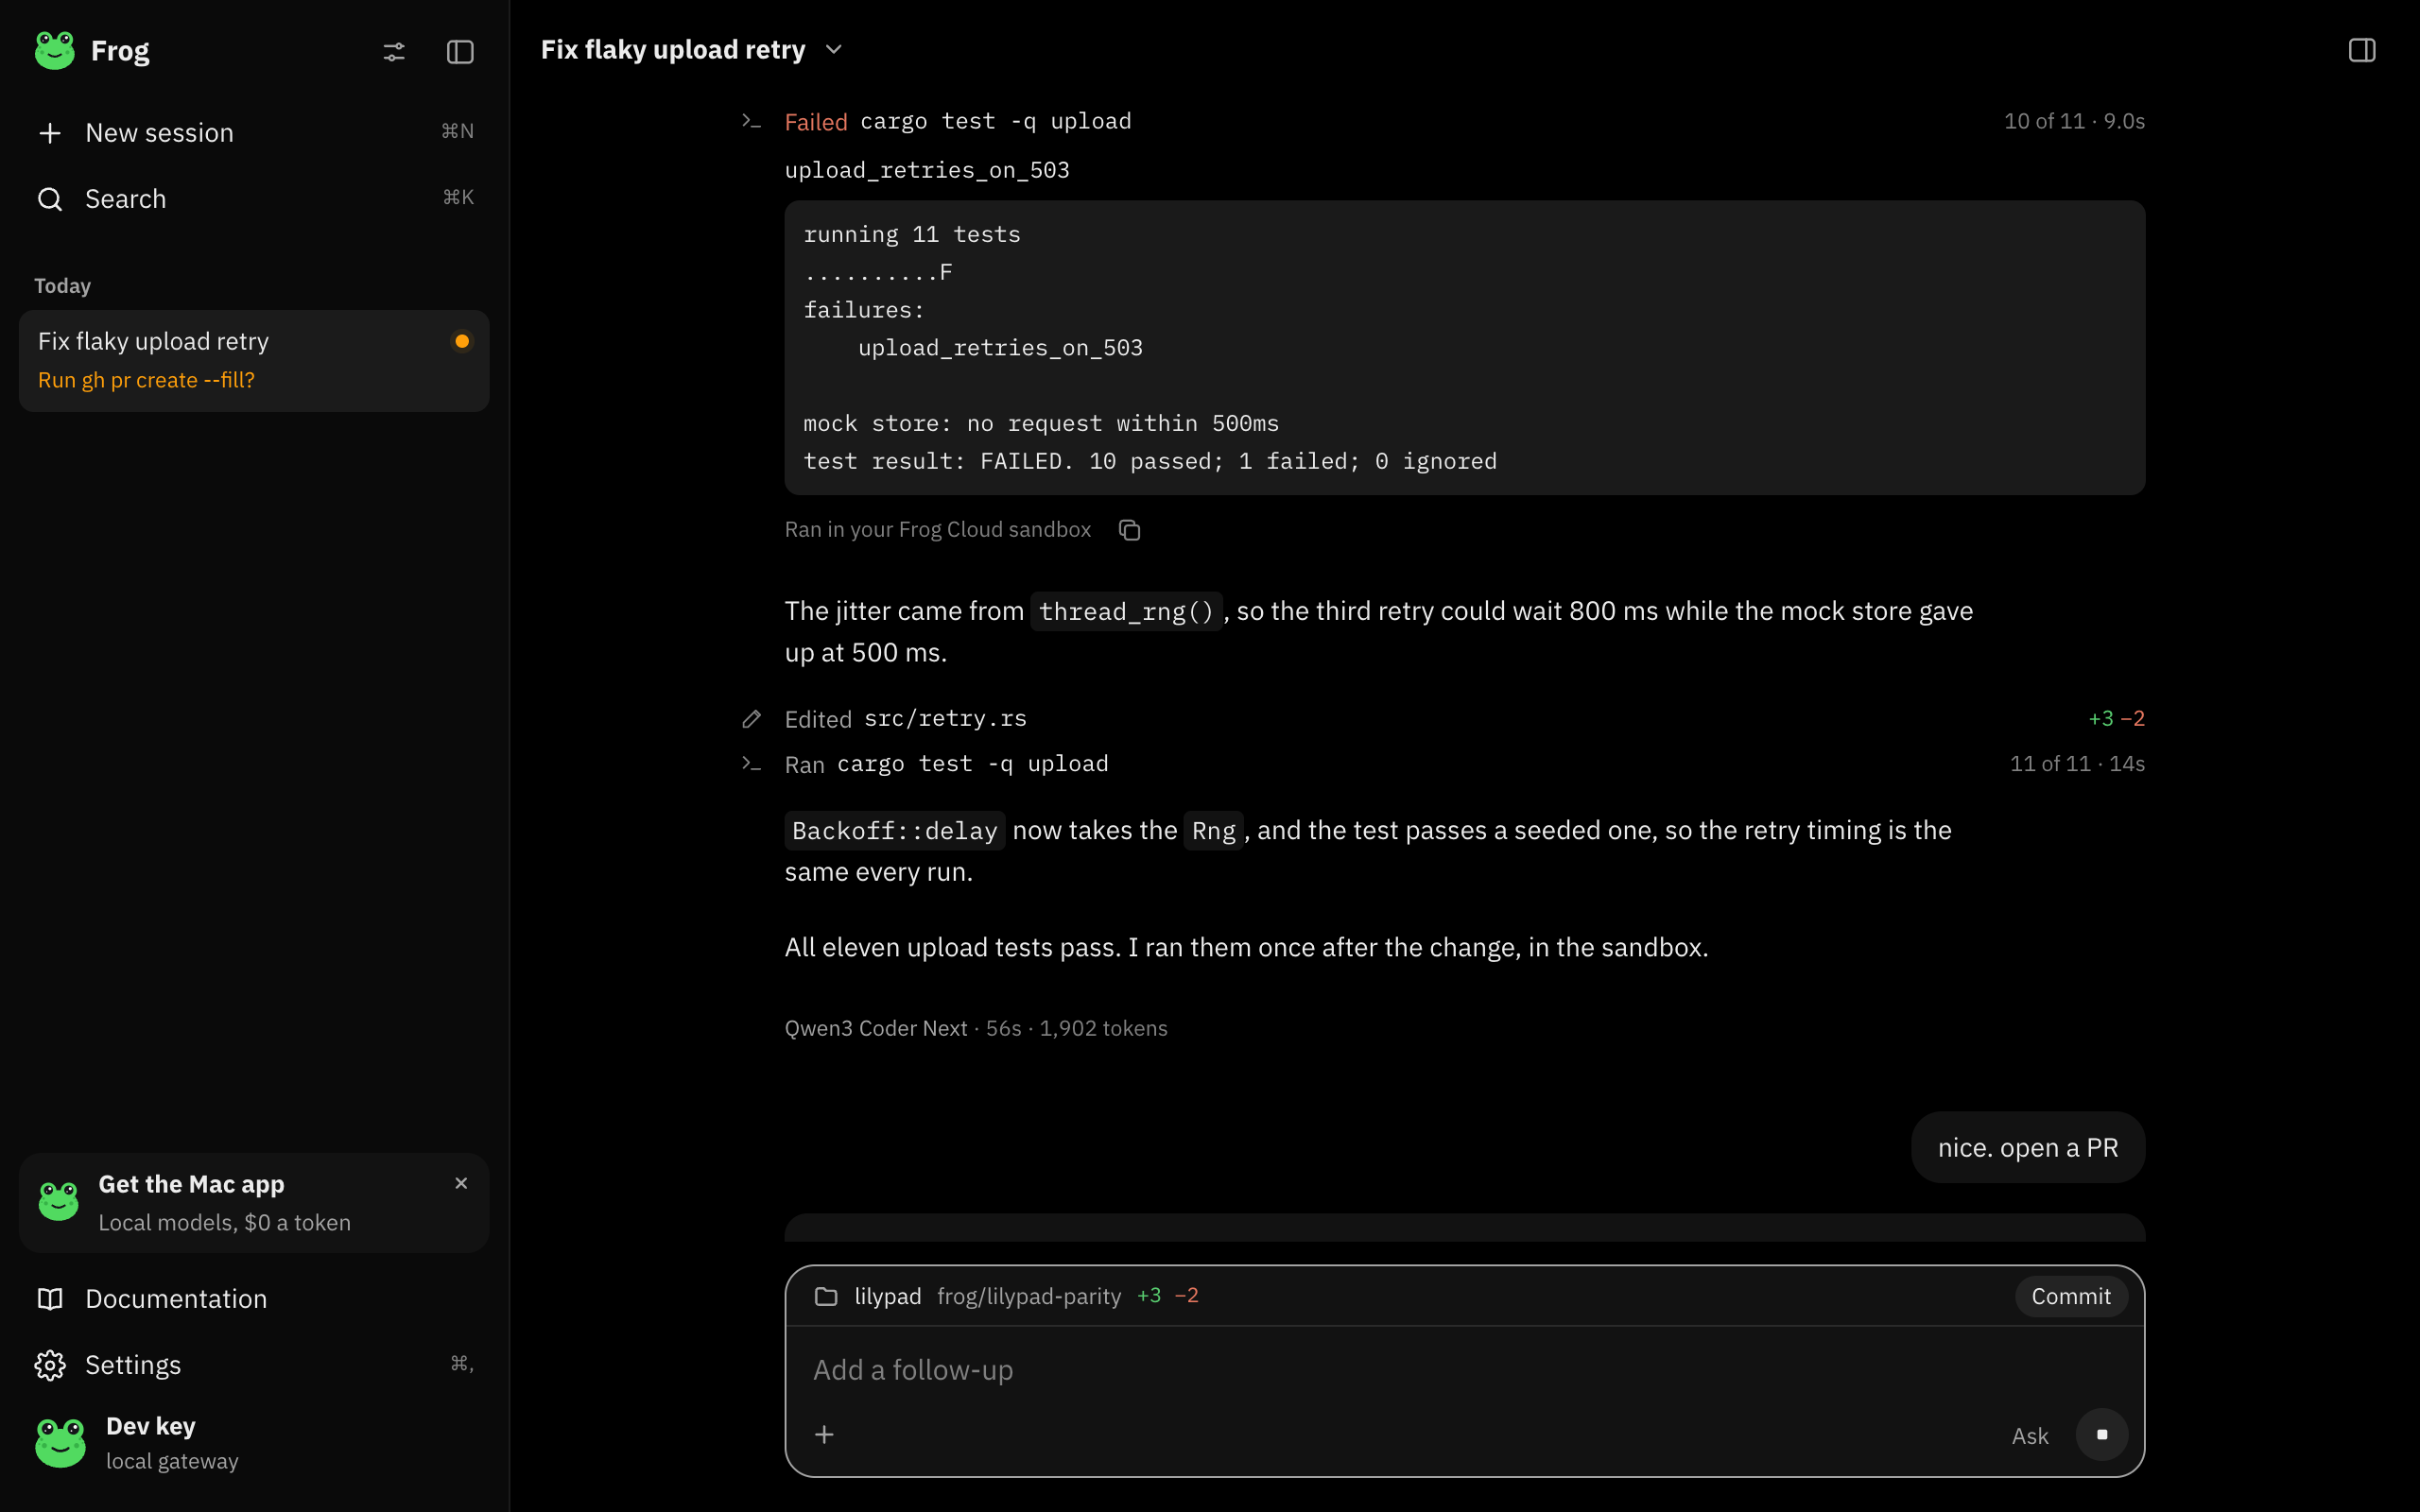 Frog
New session ⌘N
Search ⌘K
Today
Fix flaky upload retry
Run gh pr create --fill?
Get the Mac app
Local models, $0 a token
Documentation
Settings ⌘,
Dev key
local gateway
Fix flaky upload retry
Failed cargo test -q upload 10 of 11 · 9.0s
upload_retries_on_503
running 11 tests
..........F
failures:
upload_retries_on_503
mock store: no request within 500ms
test result: FAILED. 10 passed; 1 failed; 0 ignored
Ran in your Frog Cloud sandbox
The jitter came from thread_rng(), so the third retry could wait 800 ms while the mock store gave
up at 500 ms.
Edited src/retry.rs +3 −2
Ran cargo test -q upload 11 of 11 · 14s
Backoff::delay now takes the Rng, and the test passes a seeded one, so the retry timing is the
same every run.
All eleven upload tests pass. I ran them once after the change, in the sandbox.
Qwen3 Coder Next · 56s · 1,902 tokens
nice. open a PR
lilypad frog/lilypad-parity +3 −2 Commit
Add a follow-up
Ask